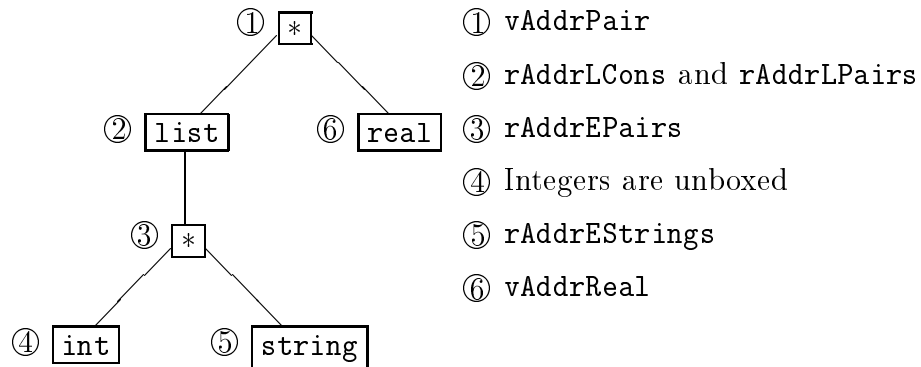 ① *
② list
⑥ real
③ *
④ int
⑤ string
① vAddrPair
② rAddrLCons and rAddrLPairs
③ rAddrEPairs
④ Integers are unboxed
⑤ rAddrEStrings
⑥ vAddrReal